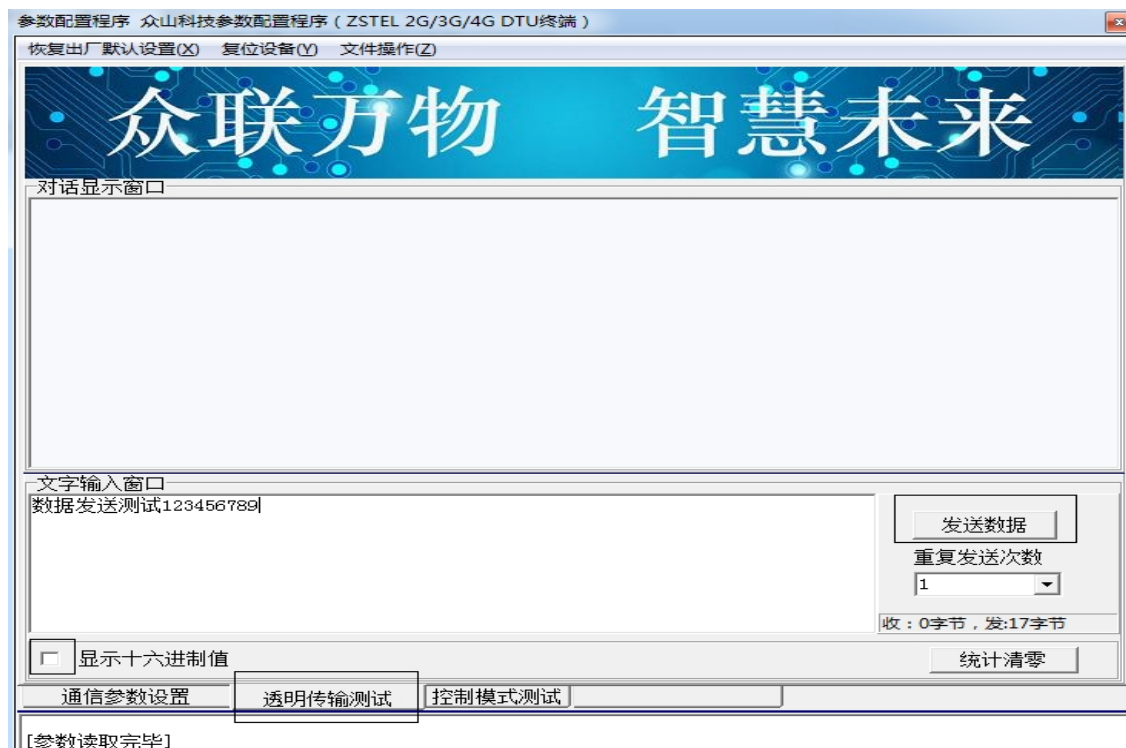 参数配置程序 众山科技参数配置程序（ZSTEL 2G/3G/4G DTU终端）
恢复出厂默认设置(X) 复位设备(Y) 文件操作(Z)
众联万物 智慧未来
对话显示窗口
文字输入窗口
数据发送测试123456789
发送数据
重复发送次数
1
收：0字节，发:17字节
显示十六进制值
统计清零
通信参数设置 透明传输测试 控制模式测试
[参数读取完毕]